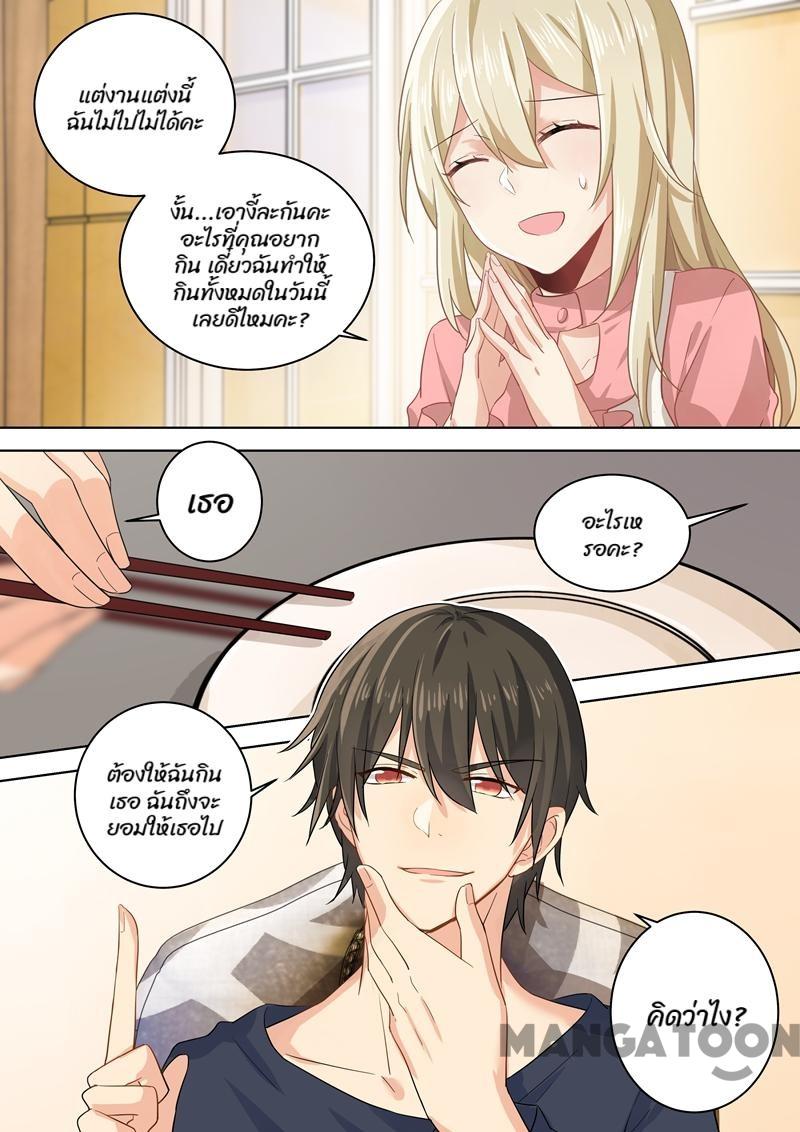 แต่งานแต่งนี้
ฉันไม่ไปไม่ได้คะ
งั้น...เอางี้ละกันคะ
อะไรที่คุณอยาก
กิน เดี๋ยวฉันทำให้
กินทั้งหมดในวันนี้
เลยดีไหมคะ?
เธอ
อะไรเห
รอคะ?
ต้องให้ฉันกิน
เธอ ฉันถึงจะ
ยอมให้เธอไป
คิดว่าไง?
MANGATOON